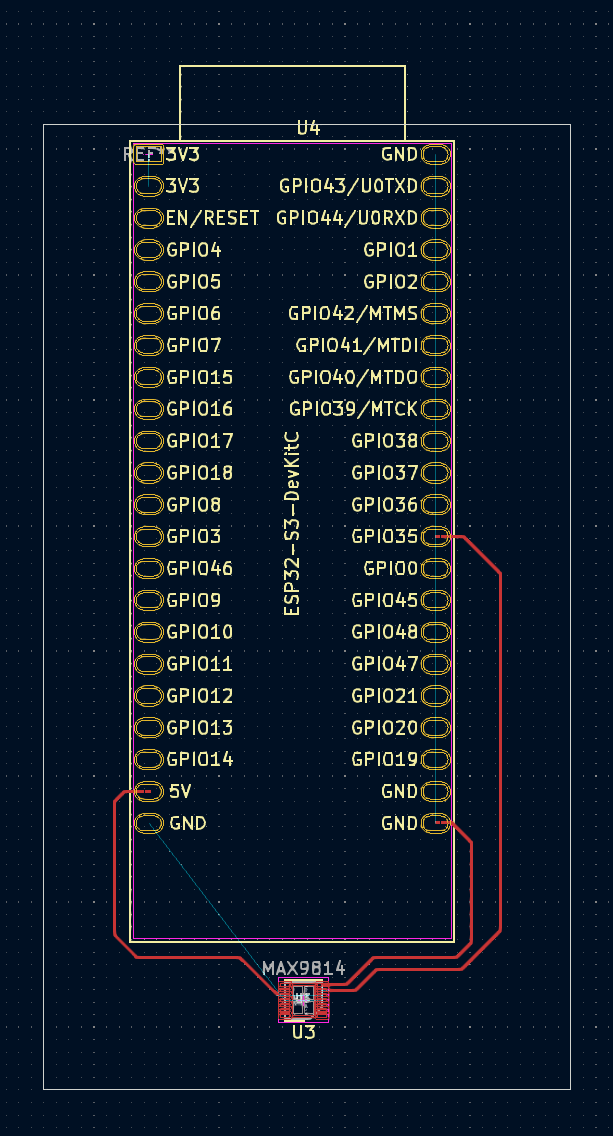 U4
3V3 GND
3V3 GPIO43/U0TXD
EN/RESET GPIO44/U0RXD
GPIO4 GPIO1
GPIO5 GPIO2
GPIO6 GPIO42/MTMS
GPIO7 GPIO41/MTDI
GPIO15 GPIO40/MTDO
GPIO16 GPIO39/MTCK
GPIO17 GPIO38
GPIO18 GPIO37
GPIO8 GPIO36
GPIO3 GPIO35
GPIO46 GPIO0
GPIO9 GPIO45
GPIO10 GPIO48
GPIO11 GPIO47
GPIO12 GPIO21
GPIO13 GPIO20
GPIO14 GPIO19
5V GND
GND GND
ESP32-S3-DevKitC
MAX9814
U3